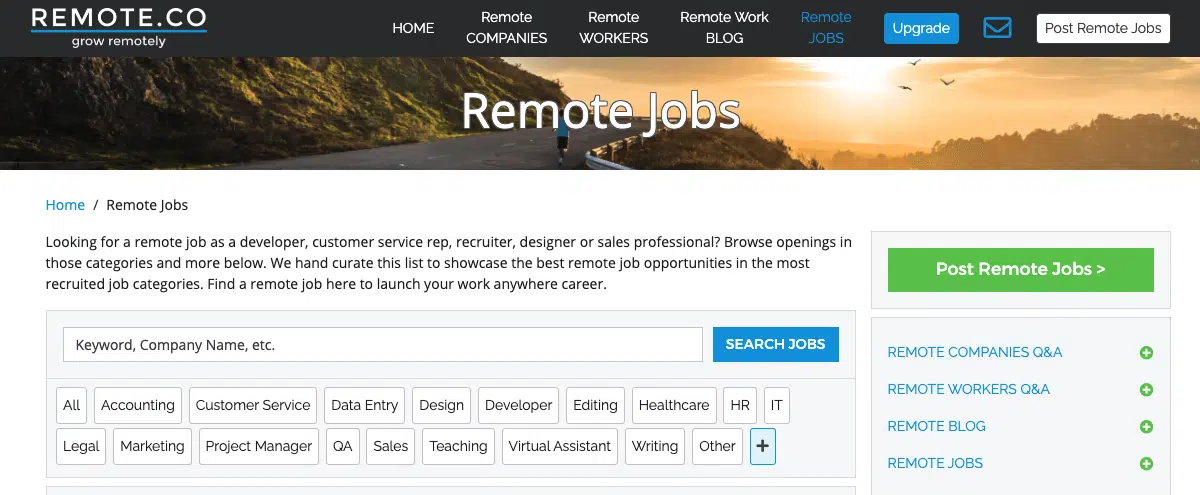 REMOTE.CO
grow remotely
HOME
Remote
COMPANIES
Remote
WORKERS
Remote Work
BLOG
Remote
JOBS
Upgrade
Post Remote Jobs
Remote Jobs
Home / Remote Jobs
Looking for a remote job as a developer, customer service rep, recruiter, designer or sales professional? Browse openings in
those categories and more below. We hand curate this list to showcase the best remote job opportunities in the most
recruited job categories. Find a remote job here to launch your work anywhere career.
Keyword, Company Name, etc.
SEARCH JOBS
All Accounting Customer Service Data Entry Design Developer Editing Healthcare HR IT
Legal Marketing Project Manager QA Sales Teaching Virtual Assistant Writing Other +
Post Remote Jobs >
REMOTE COMPANIES Q&A
REMOTE WORKERS Q&A
REMOTE BLOG
REMOTE JOBS